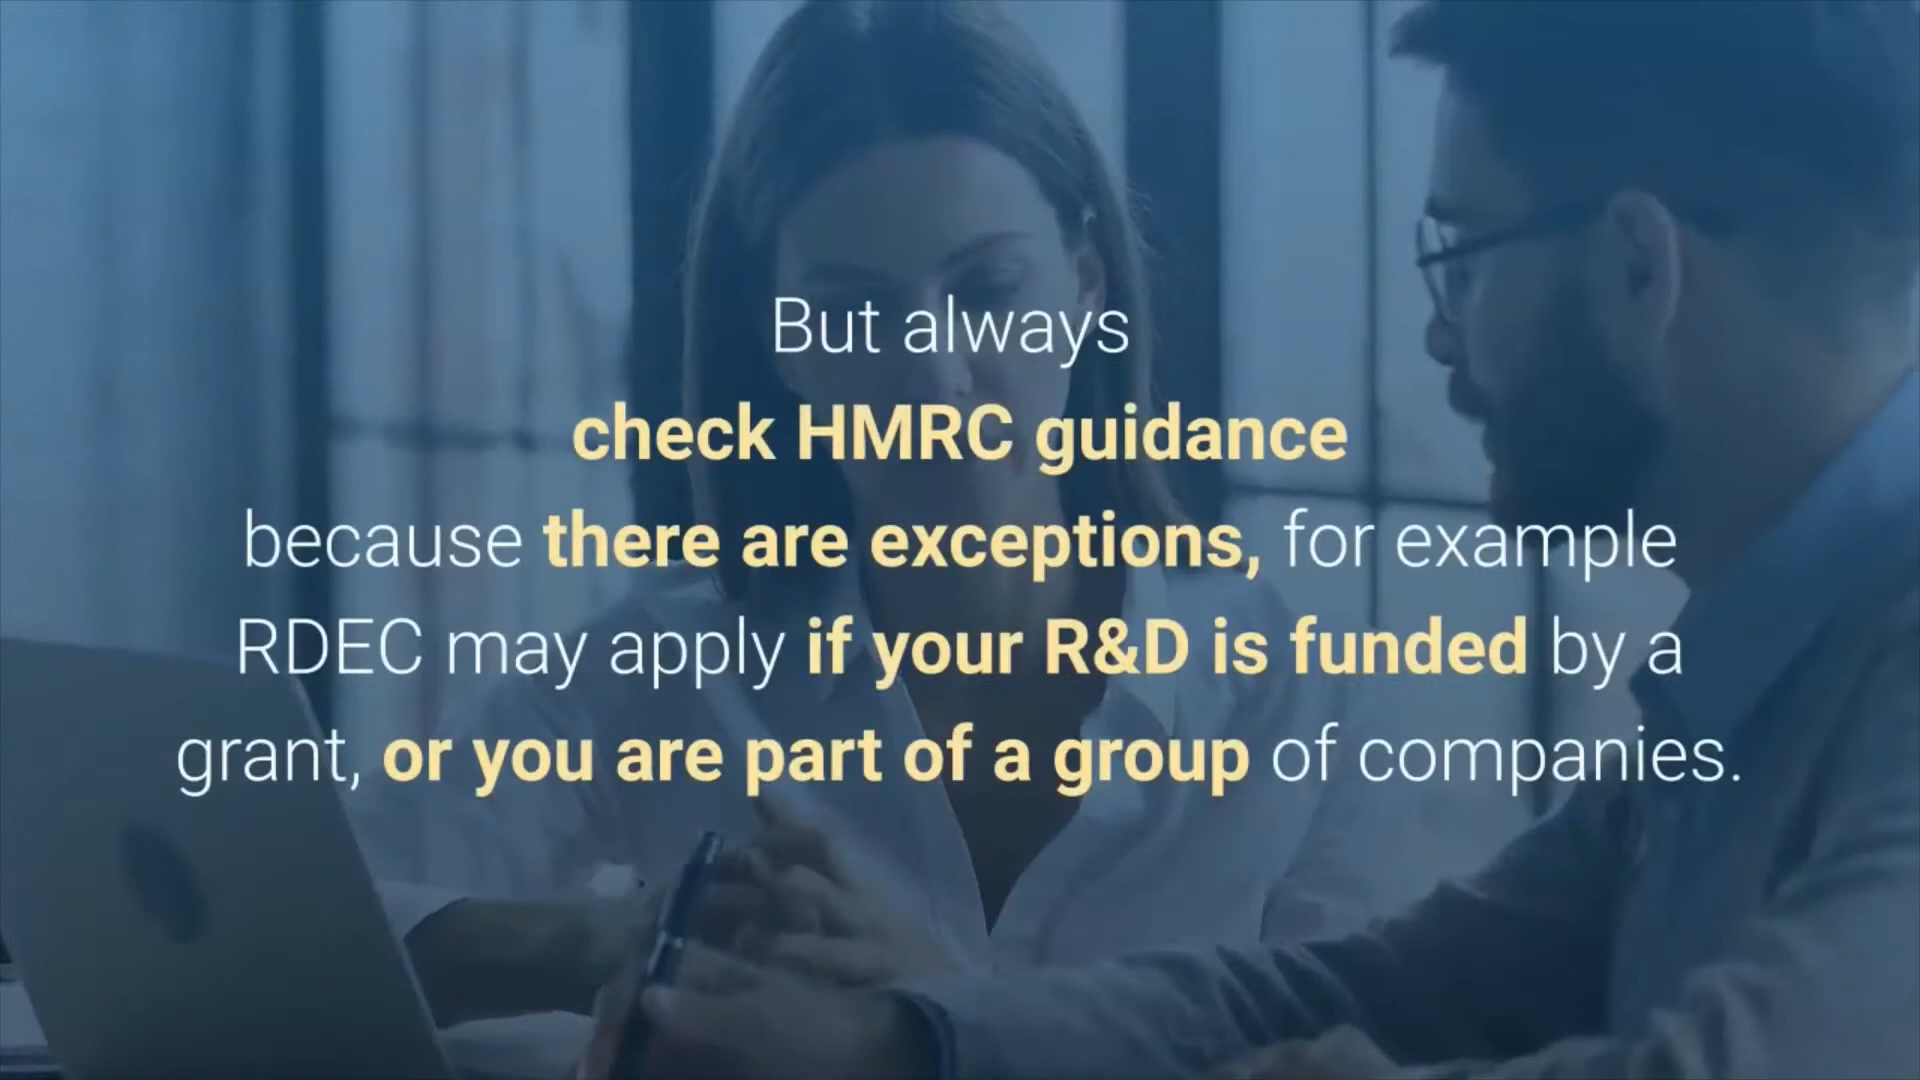 But always
check HMRC guidance
because there are exceptions, for example
RDEC may apply if your R&D is funded by a
grant, or you are part of a group of companies.